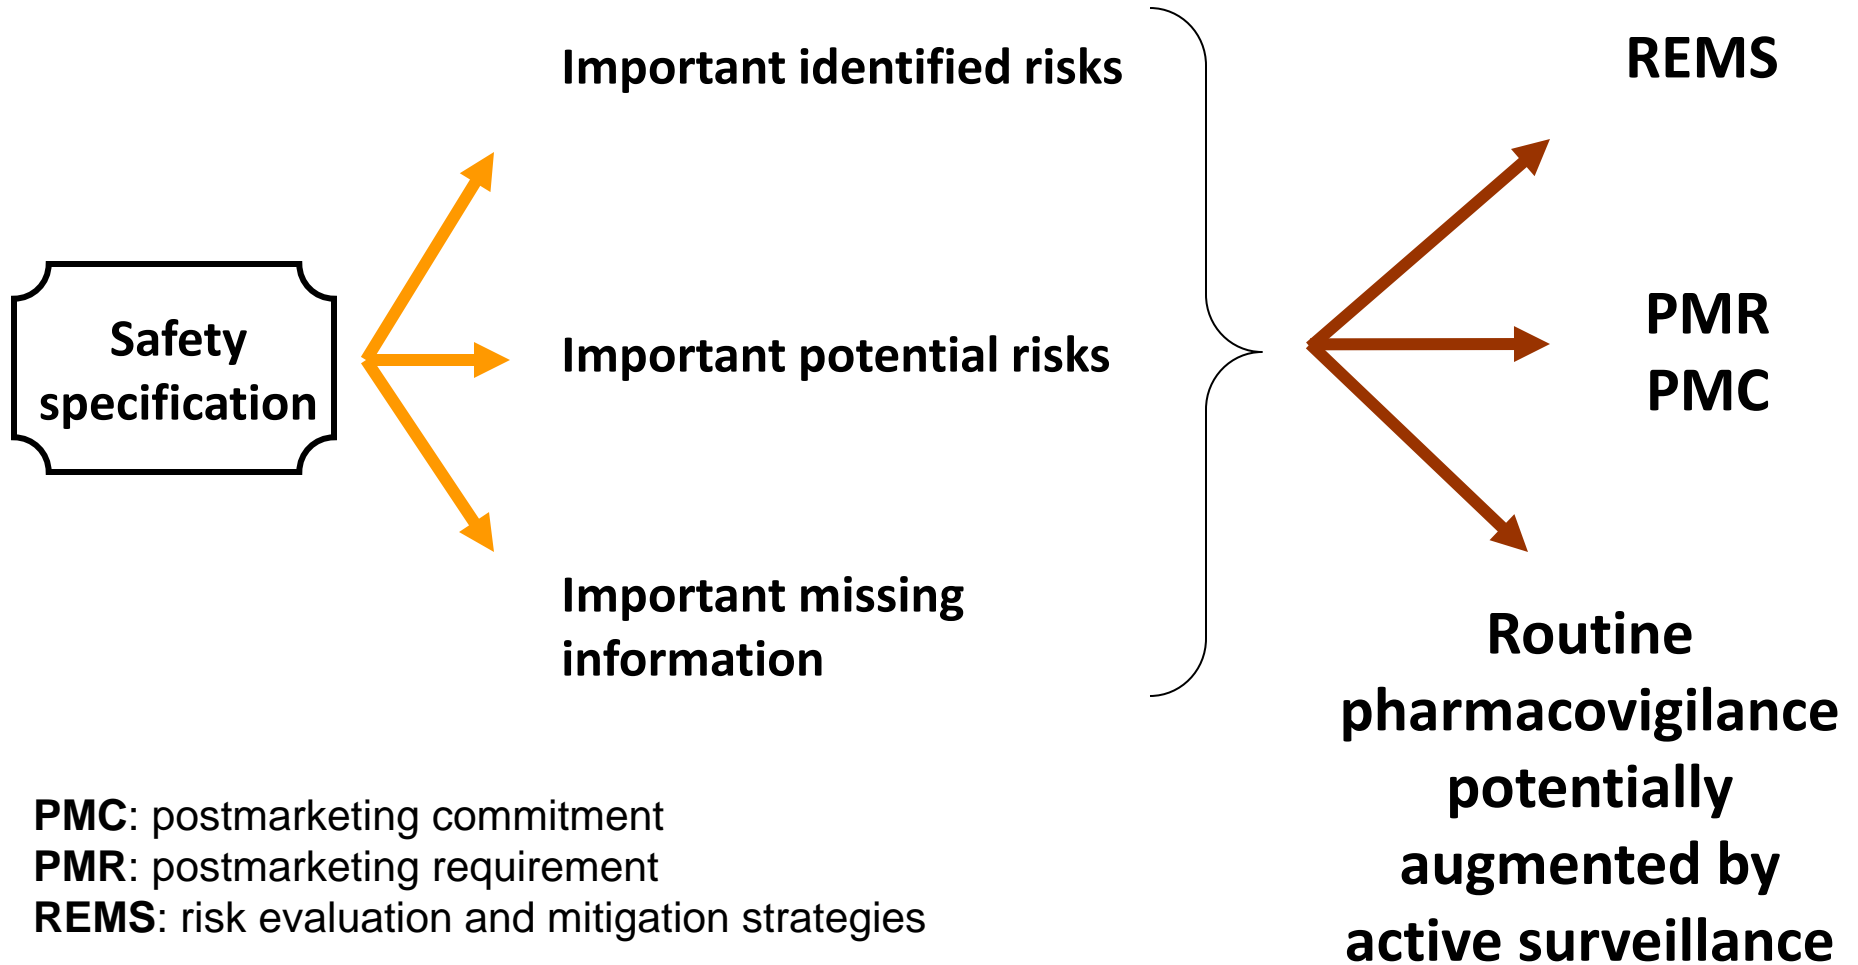 Safety
specification
Important identified risks
Important potential risks
Important missing
information
REMS
PMR
PMC
Routine
pharmacovigilance
potentially
augmented by
active surveillance
PMC: postmarketing commitment
PMR: postmarketing requirement
REMS: risk evaluation and mitigation strategies